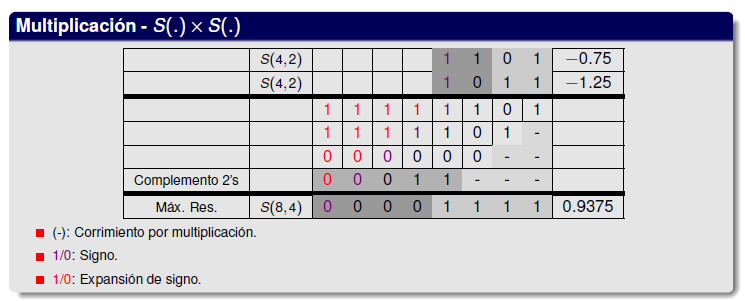 Multiplicación - S(.) × S(.)
S(4,2) 1 1 0 1 −0.75
S(4,2) 1 0 1 1 −1.25
1 1 1 1 1 1 0 1
1 1 1 1 1 0 1 -
0 0 0 0 0 0 - -
Complemento 2's 0 0 0 1 1 - - -
Máx. Res. S(8,4) 0 0 0 0 1 1 1 1 0.9375
(-): Corrimiento por multiplicación.
1/0: Signo.
1/0: Expansión de signo.